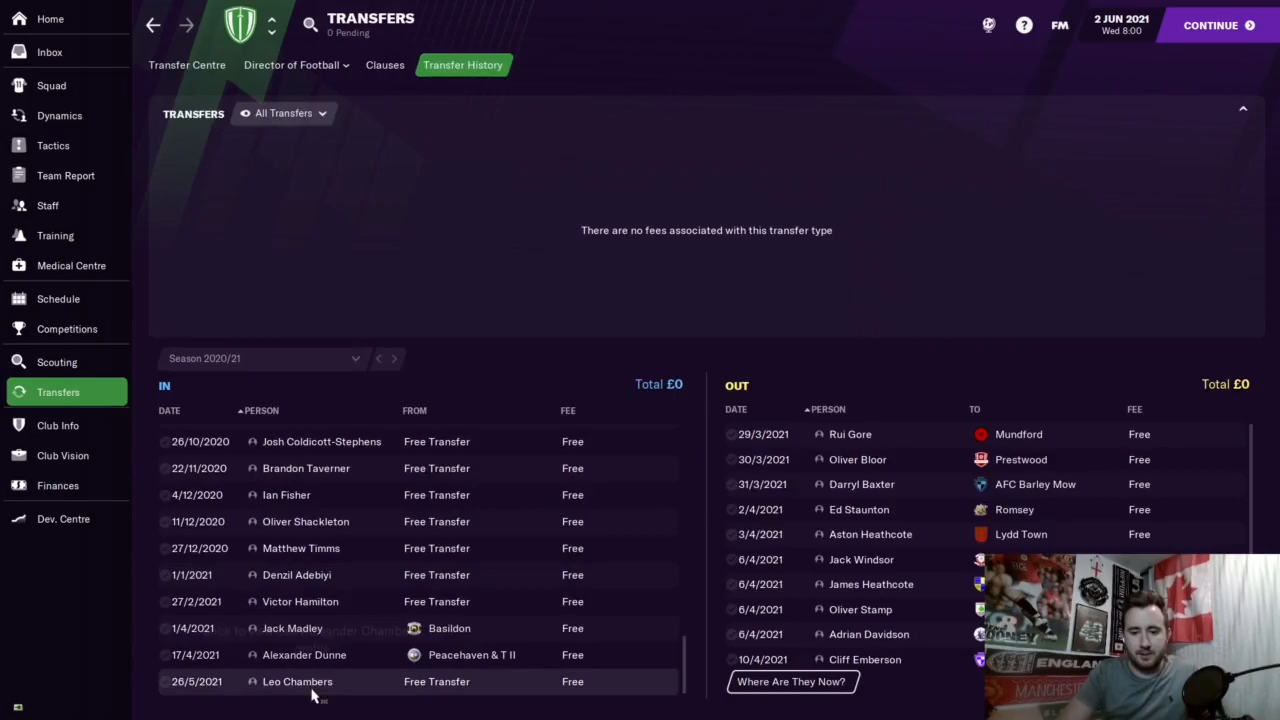 Home
Inbox
Squad
Dynamics
Tactics
Team Report
Staff
Training
Medical Centre
Schedule
Competitions
Scouting
Transfers
Club Info
Club Vision
Finances
Dev. Centre
TRANSFERS
0 Pending
? FM 2 JUN 2021
Wed 8:00
CONTINUE
Transfer Centre Director of Football Clauses Transfer History
TRANSFERS All Transfers
There are no fees associated with this transfer type
Season 2020/21
IN Total £0
DATE PERSON FROM FEE
26/10/2020 Josh Coldicott-Stephens Free Transfer Free
22/11/2020 Brandon Taverner Free Transfer Free
4/12/2020 Ian Fisher Free Transfer Free
11/12/2020 Oliver Shackleton Free Transfer Free
27/12/2020 Matthew Timms Free Transfer Free
1/1/2021 Denzil Adebiyi Free Transfer Free
27/2/2021 Victor Hamilton Free Transfer Free
1/4/2021 Jack Madley Basildon Free
17/4/2021 Alexander Dunne Peacehaven & T II Free
26/5/2021 Leo Chambers Free Transfer Free
OUT Total £0
DATE PERSON TO FEE
29/3/2021 Rui Gore Mundford Free
30/3/2021 Oliver Bloor Prestwood Free
31/3/2021 Darryl Baxter AFC Barley Mow Free
2/4/2021 Ed Staunton Romsey Free
3/4/2021 Aston Heathcote Lydd Town Free
6/4/2021 Jack Windsor
6/4/2021 James Heathcote
6/4/2021 Oliver Stamp
6/4/2021 Adrian Davidson
10/4/2021 Cliff Emberson
Where Are They Now?
ENGLAND